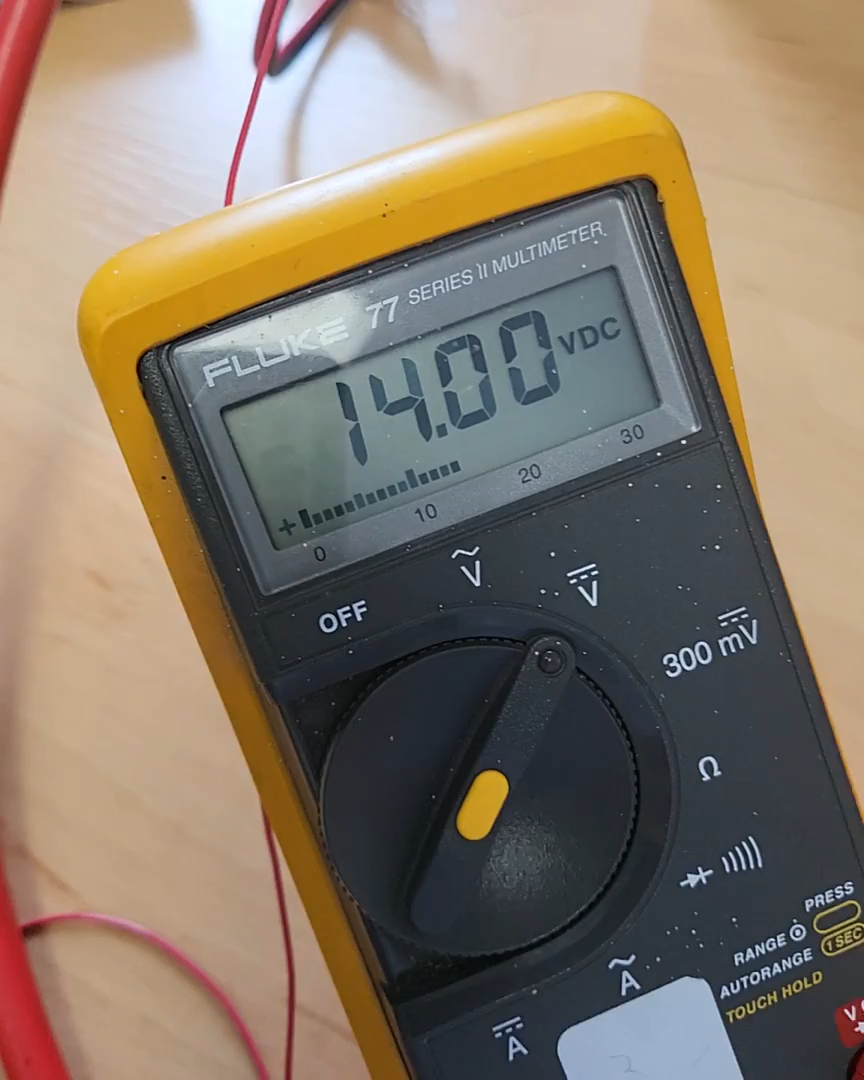 FLUKE 77 SERIES II MULTIMETER
14.00 VDC
+
0 10 20 30
OFF
V
V
300 mV
Ω
PRESS
RANGE
1 SEC
AUTORANGE
TOUCH HOLD
A
A
V